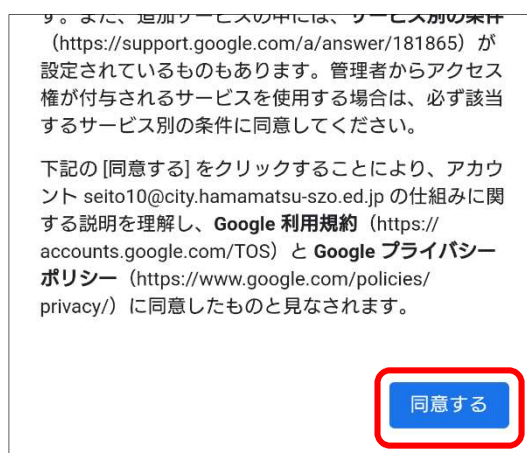 す。また、追加サービスの中には、サービス別の条件
（https://support.google.com/a/answer/181865）が
設定されているものもあります。管理者からアクセス
権が付与されるサービスを使用する場合は、必ず該当
するサービス別の条件に同意してください。
下記の [同意する] をクリックすることにより、アカウ
ント seito10@city.hamamatsu-szo.ed.jp の仕組みに関
する説明を理解し、Google 利用規約（https://
accounts.google.com/TOS）と Google プライバシー
ポリシー（https://www.google.com/policies/
privacy/）に同意したものと見なされます。
同意する